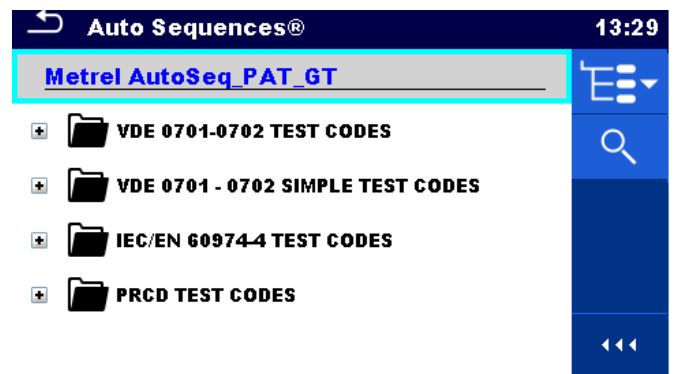 Auto Sequences® 13:29
Metrel AutoSeq_PAT_GT
VDE 0701-0702 TEST CODES
VDE 0701 - 0702 SIMPLE TEST CODES
IEC/EN 60974-4 TEST CODES
PRCD TEST CODES